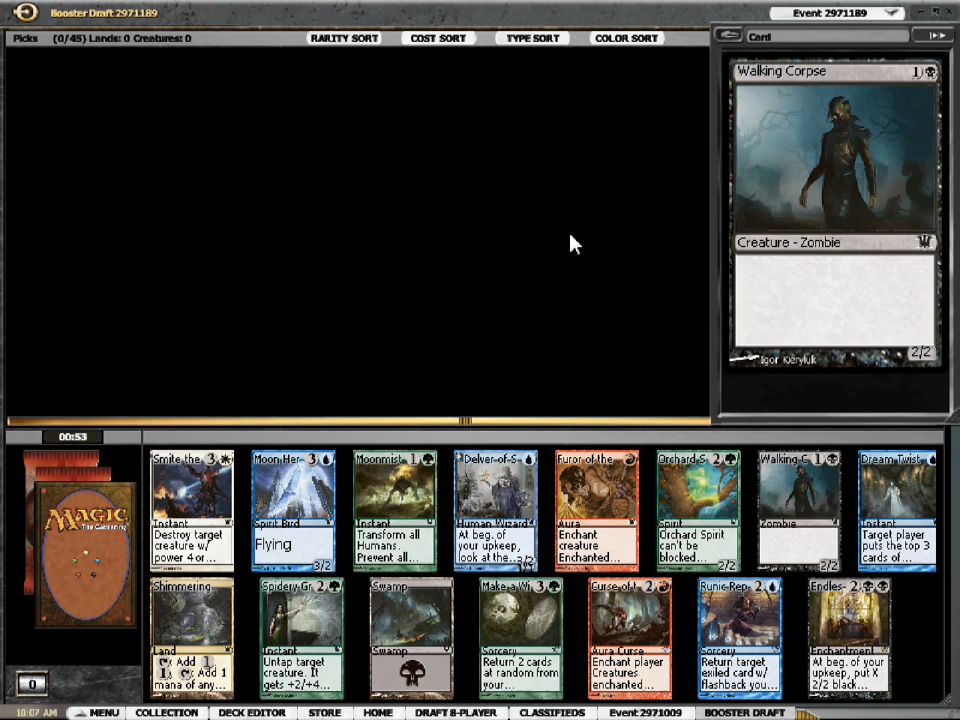 Booster Draft 2971189
Event 2971189
Picks (0/45) Lands: 0 Creatures: 0
RARITY SORT
COST SORT
TYPE SORT
COLOR SORT
Card
Walking Corpse 1
Creature - Zombie
2/2
Igor Kieryluk
00:53
MAGIC
The Gathering
0
Smite the 3
Instant
Destroy target
creature w/
power 4 or...
Moon Her 3
Spirit Bird
Flying
3/2
Moonmist 1
Instant
Transform all
Humans.
Prevent all...
Delver-of-S
Human Wizard
At beg. of
your upkeep,
look at the...
Furor of the
Aura
Enchant
creature
Enchanted...
Orchard S 2
Spirit
Orchard Spirit
can't be
blocked...
2/2
Walking C 1
Zombie
2/2
Dream Twist
Instant
Target player
puts the top 3
cards of...
Shimmering
Land
: Add 1
1, : Add 1
mana of any...
Spidery Gr 2
Instant
Untap target
creature. It
gets +2/+4...
Swamp
Swamp
Make-a-Wi 3
Sorcery
Return 2 cards
at random from
your...
Curse of t 2
Aura Curse
Enchant player
Creatures
enchanted...
Runic-Rep 2
Sorcery
Return target
exiled card w/
flashback you...
Endles- 2
Enchantment
At beg. of your
upkeep, put X
2/2 black...
10:07 AM
MENU
COLLECTION
DECK EDITOR
STORE
HOME
DRAFT 8-PLAYER
CLASSIFIEDS
Event 2971009
BOOSTER DRAFT